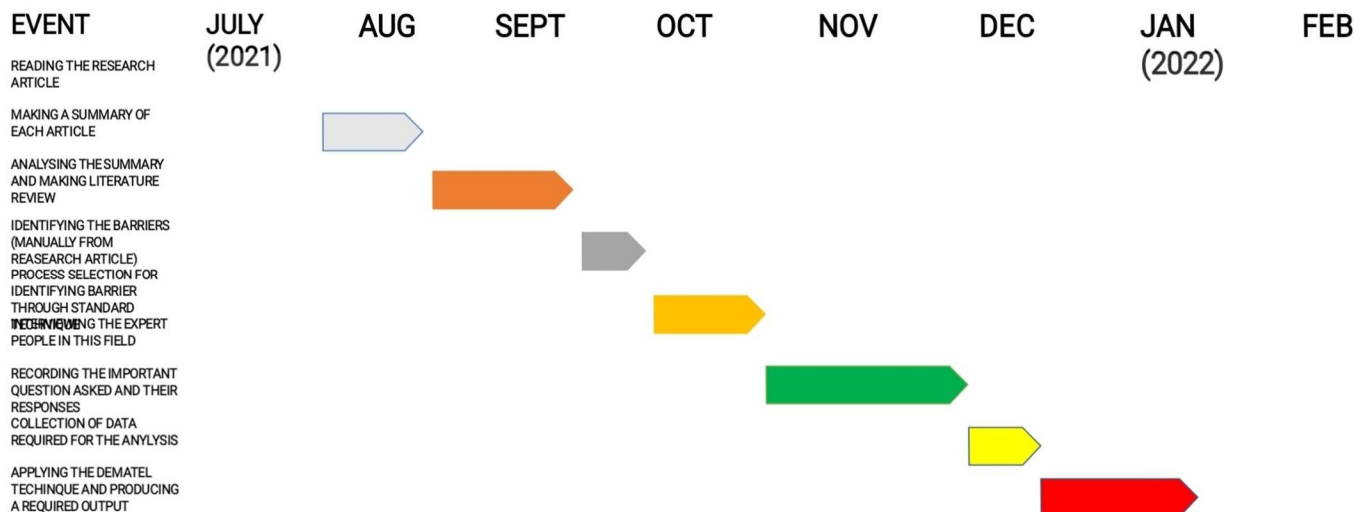 EVENT JULY AUG SEPT OCT NOV DEC JAN FEB
(2021) (2022)
READING THE RESEARCH
ARTICLE
MAKING A SUMMARY OF
EACH ARTICLE
ANALYSING THE SUMMARY
AND MAKING LITERATURE
REVIEW
IDENTIFYING THE BARRIERS
(MANUALLY FROM
REASEARCH ARTICLE)
PROCESS SELECTION FOR
IDENTIFYING BARRIER
THROUGH STANDARD
TECHNIQUE
INTERVIEWING THE EXPERT
PEOPLE IN THIS FIELD
RECORDING THE IMPORTANT
QUESTION ASKED AND THEIR
RESPONSES
COLLECTION OF DATA
REQUIRED FOR THE ANYLYSIS
APPLYING THE DEMATEL
TECHINQUE AND PRODUCING
A REQUIRED OUTPUT